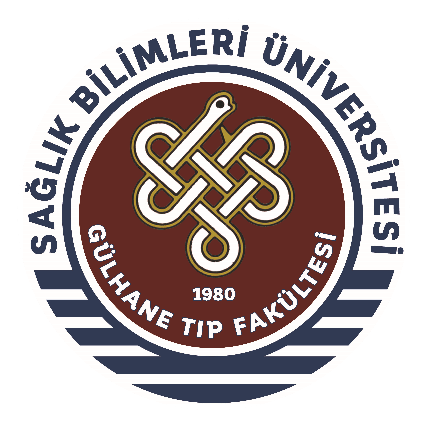 SAĞLIK BİLİMLERİ ÜNİVERSİTESİ
1980
GÜLHANE TIP FAKÜLTESİ